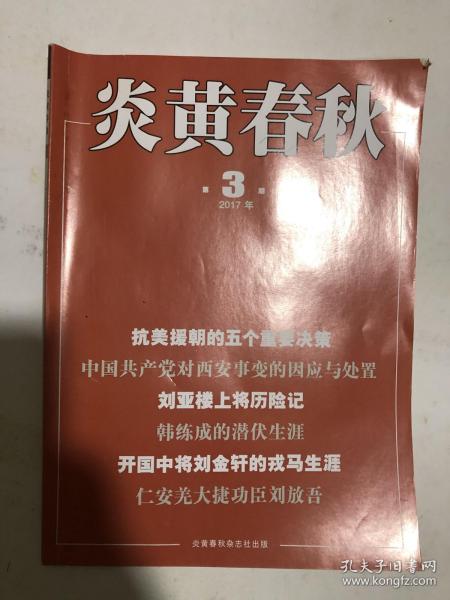 炎黄春秋
第 3 期
2017 年
抗美援朝的五个重要决策
中国共产党对西安事变的因应与处置
刘亚楼上将历险记
韩练成的潜伏生涯
开国中将刘金轩的戎马生涯
仁安羌大捷功臣刘放吾
炎黄春秋杂志社出版
孔夫子旧书网
www.kongfz.com